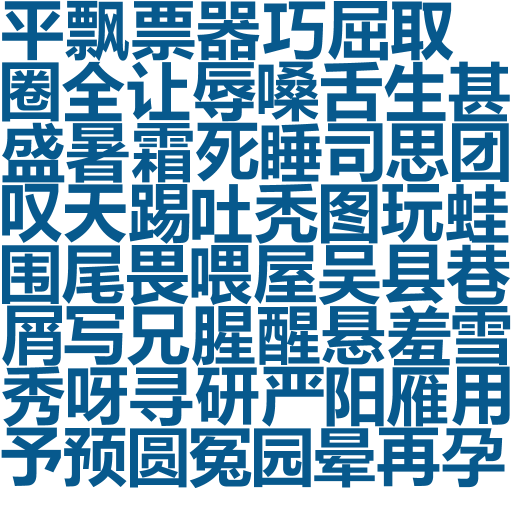 平飘票器巧屈取
圈全让辱嗓舌生甚
盛暑霜死睡司思团
叹天踢吐秃图玩蛙
围尾畏喂屋吴县巷
屑写兄腥醒悬羞雪
秀呀寻研严阳雁用
予预圆冤园晕再孕